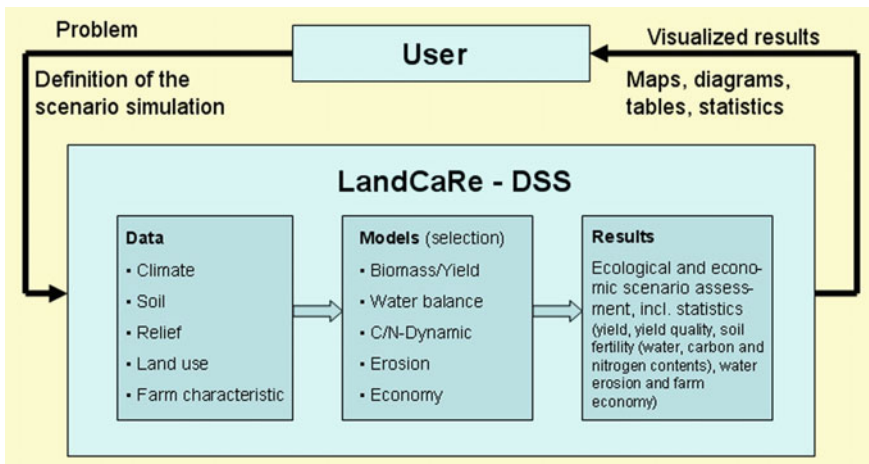 Problem
User
Visualized results
Definition of the
scenario simulation
Maps, diagrams,
tables, statistics
LandCaRe - DSS
Data
▪ Climate
▪ Soil
▪ Relief
▪ Land use
▪ Farm characteristic
Models (selection)
▪ Biomass/Yield
▪ Water balance
▪ C/N-Dynamic
▪ Erosion
▪ Economy
Results
Ecological and econo-
mic scenario assess-
ment, incl. statistics
(yield, yield quality, soil
fertility (water, carbon and
nitrogen contents), water
erosion and farm
economy)